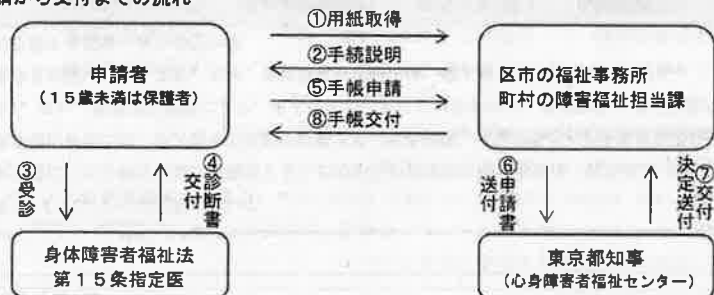 から交付までの流れ
①用紙取得
②手続説明
⑤手帳申請
⑧手帳交付
申請者
(15歳未満は保護者)
区市の福祉事務所
町村の障害福祉担当課
③受診
④診断書
交付
⑥申請書
送付
⑦交付
決定送付
身体障害者福祉法
第15条指定医
東京都知事
(心身障害者福祉センター)